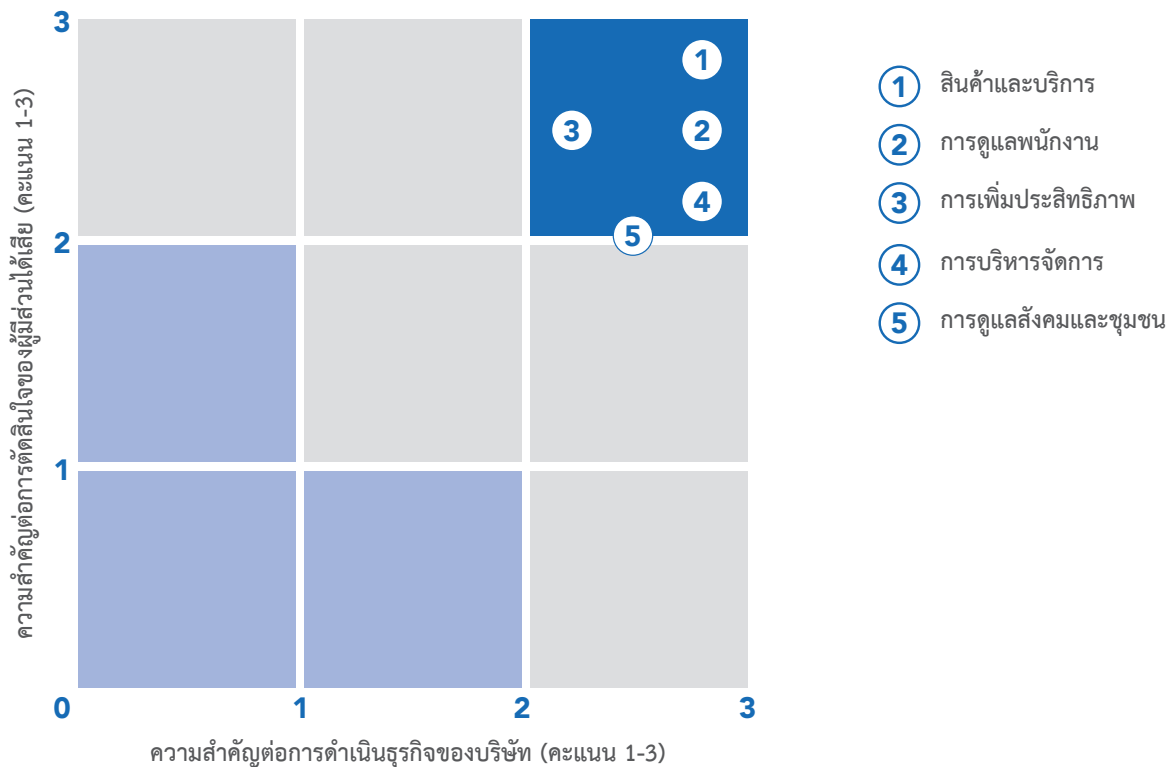 3
2
1
0
1
2
3
ความสำคัญต่อการตัดสินใจของผู้มีส่วนได้เสีย (คะแนน 1-3)
ความสำคัญต่อการดำเนินธุรกิจของบริษัท (คะแนน 1-3)
1
3
2
4
5
1 สินค้าและบริการ
2 การดูแลพนักงาน
3 การเพิ่มประสิทธิภาพ
4 การบริหารจัดการ
5 การดูแลสังคมและชุมชน